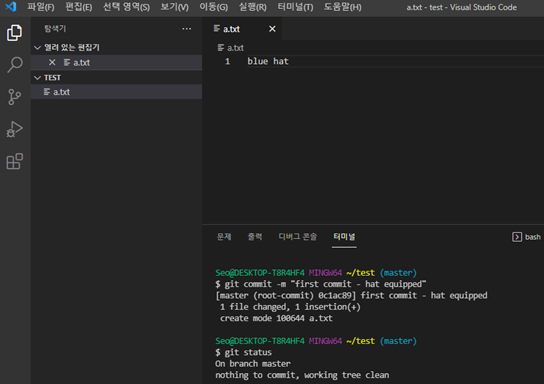 파일(F) 편집(E) 선택 영역(S) 보기(V) 이동(G) 실행(R) 터미널(T) 도움말(H) a.txt - test - Visual Studio Code
탐색기 ···
열려 있는 편집기
a.txt
TEST
a.txt
a.txt
a.txt
1 blue hat
문제 출력 디버그 콘솔 터미널 bash
Seo@DESKTOP-T8R4HF4 MINGW64 ~/test (master)
$ git commit -m "first commit - hat equipped"
[master (root-commit) 0c1ac89] first commit - hat equipped
1 file changed, 1 insertion(+)
create mode 100644 a.txt
Seo@DESKTOP-T8R4HF4 MINGW64 ~/test (master)
$ git status
On branch master
nothing to commit, working tree clean